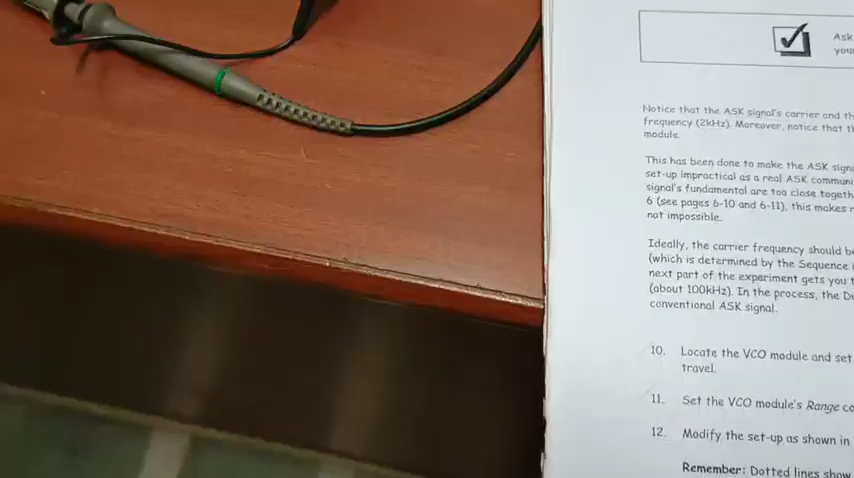 Ask
your
Notice that the ASK signal's carrier and the
frequency (2kHz). Moreover, notice that th
module.
This has been done to make the ASK signa
set-up impractical as a real ASK communi
signal's fundamental are too close togeth
6 (see pages 6-10 and 6-11), this makes r
not impossible.
Ideally, the carrier frequency should be
(which is determined by the Sequence
next part of the experiment gets you t
(about 100kHz). In the process, the Du
conventional ASK signal.
10. Locate the VCO module and set
travel.
11. Set the VCO module's Range co
12. Modify the set-up as shown in
Remember: Dotted lines show